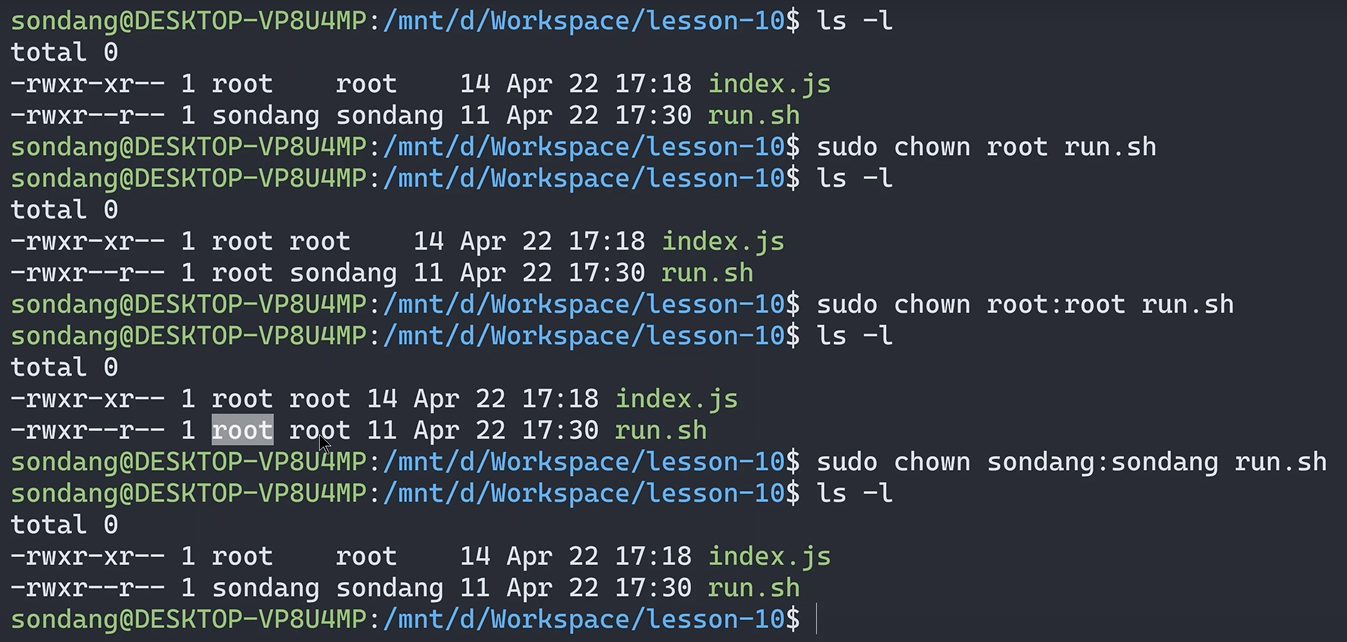 sondang@DESKTOP-VP8U4MP:/mnt/d/Workspace/lesson-10$ ls -l
total 0
-rwxr-xr-- 1 root    root    14 Apr 22 17:18 index.js
-rwxr--r-- 1 sondang sondang 11 Apr 22 17:30 run.sh
sondang@DESKTOP-VP8U4MP:/mnt/d/Workspace/lesson-10$ sudo chown root run.sh
sondang@DESKTOP-VP8U4MP:/mnt/d/Workspace/lesson-10$ ls -l
total 0
-rwxr-xr-- 1 root root    14 Apr 22 17:18 index.js
-rwxr--r-- 1 root sondang 11 Apr 22 17:30 run.sh
sondang@DESKTOP-VP8U4MP:/mnt/d/Workspace/lesson-10$ sudo chown root:root run.sh
sondang@DESKTOP-VP8U4MP:/mnt/d/Workspace/lesson-10$ ls -l
total 0
-rwxr-xr-- 1 root root 14 Apr 22 17:18 index.js
-rwxr--r-- 1 root root 11 Apr 22 17:30 run.sh
sondang@DESKTOP-VP8U4MP:/mnt/d/Workspace/lesson-10$ sudo chown sondang:sondang run.sh
sondang@DESKTOP-VP8U4MP:/mnt/d/Workspace/lesson-10$ ls -l
total 0
-rwxr-xr-- 1 root    root    14 Apr 22 17:18 index.js
-rwxr--r-- 1 sondang sondang 11 Apr 22 17:30 run.sh
sondang@DESKTOP-VP8U4MP:/mnt/d/Workspace/lesson-10$